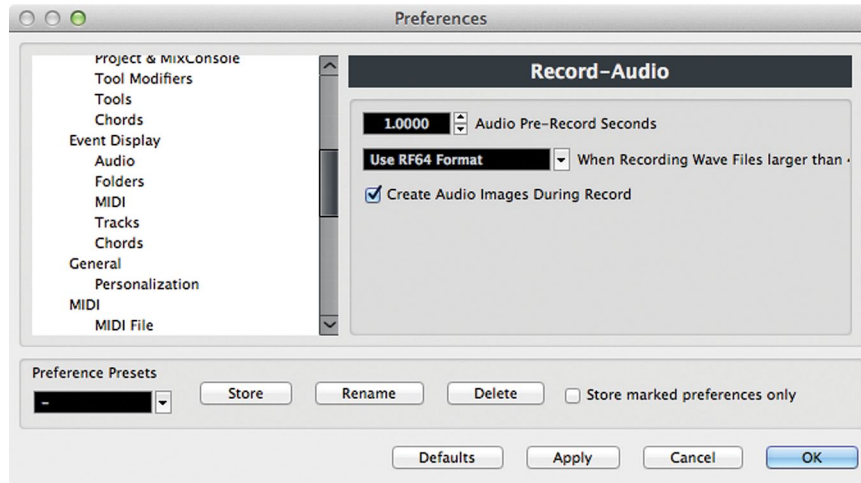 Preferences
Project & MixConsole
Tool Modifiers
Tools
Chords
Event Display
Audio
Folders
MIDI
Tracks
Chords
General
Personalization
MIDI
MIDI File
Record-Audio
1.0000 Audio Pre-Record Seconds
Use RF64 Format When Recording Wave Files larger than
Create Audio Images During Record
Preference Presets
-
Store Rename Delete Store marked preferences only
Defaults Apply Cancel OK